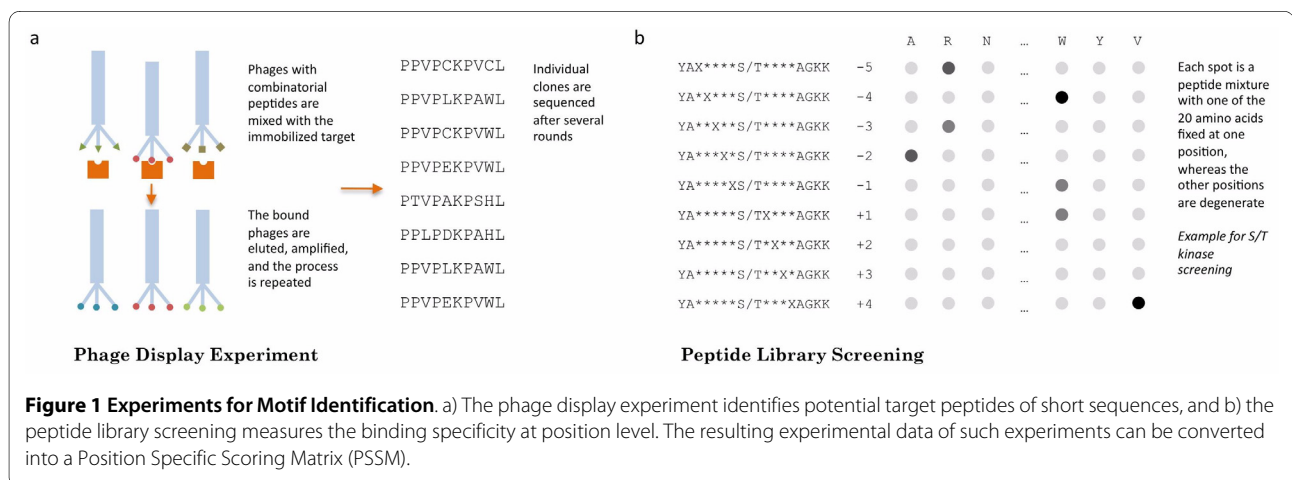 a
Phages with
combinatorial
peptides are
mixed with the
immobilized target
The bound
phages are
eluted, amplified,
and the process
is repeated
PPVPCKPVCL
PPVPLKPAWL
PPVPCKPVWL
PPVPEKPVWL
PTVPAKPSHL
PPLPDKPAHL
PPVPLKPAWL
PPVPEKPVWL
Individual
clones are
sequenced
after several
rounds
Phage Display Experiment
b
A R N ... W Y V
YAX****S/T****AGKK -5 ...
YA*X***S/T****AGKK -4 ...
YA**X**S/T****AGKK -3 ...
YA***X*S/T****AGKK -2 ...
YA****XS/T****AGKK -1 ...
YA*****S/TX***AGKK +1 ...
YA*****S/T*X**AGKK +2 ...
YA*****S/T**X*AGKK +3 ...
YA*****S/T***XAGKK +4 ...
Each spot is a
peptide mixture
with one of the
20 amino acids
fixed at one
position,
whereas the
other positions
are degenerate
Example for S/T
kinase
screening
Peptide Library Screening
Figure 1 Experiments for Motif Identification. a) The phage display experiment identifies potential target peptides of short sequences, and b) the
peptide library screening measures the binding specificity at position level. The resulting experimental data of such experiments can be converted
into a Position Specific Scoring Matrix (PSSM).